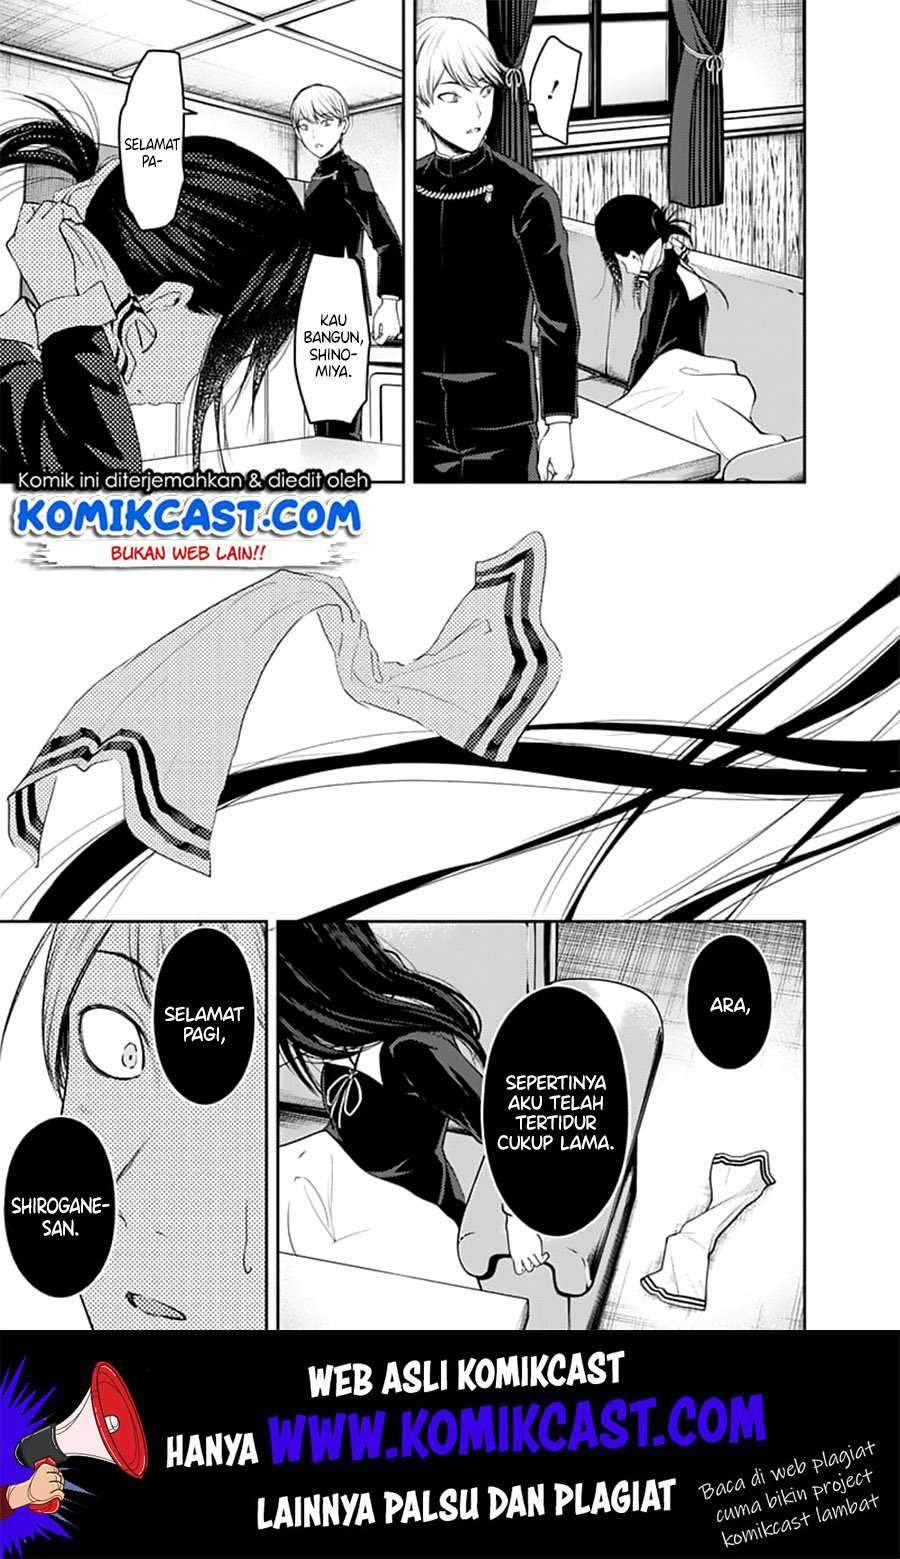 !
KAU
BANGUN,
SHINO-
MIYA.
SELAMAT
PA-
Komik ini diterjemahkan & diedit oleh
KOMIKCAST.COM
BUKAN WEB LAIN!!
ARA,
SEPERTINYA
AKU TELAH
TERTIDUR
CUKUP LAMA.
SELAMAT
PAGI,
SHIROGANE-
SAN.
WEB ASLI KOMIKCAST
HANYA WWW.KOMIKCAST.COM
LAINNYA PALSU DAN PLAGIAT
Baca di web plagiat
cuma bikin project
komikcast lambat